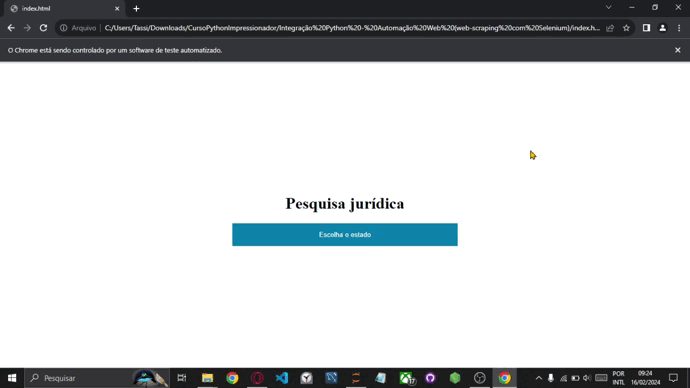 index.html
Arquivo C:/Users/Tassi/Downloads/CursoPythonImpressionador/Integração%20Python%20-%20Automação%20Web%20(web-scraping%20com%20Selenium)/index.h...
O Chrome está sendo controlado por um software de teste automatizado.
Pesquisa jurídica
Escolha o estado
Pesquisar
17
POR
INTL
09:24
16/02/2024